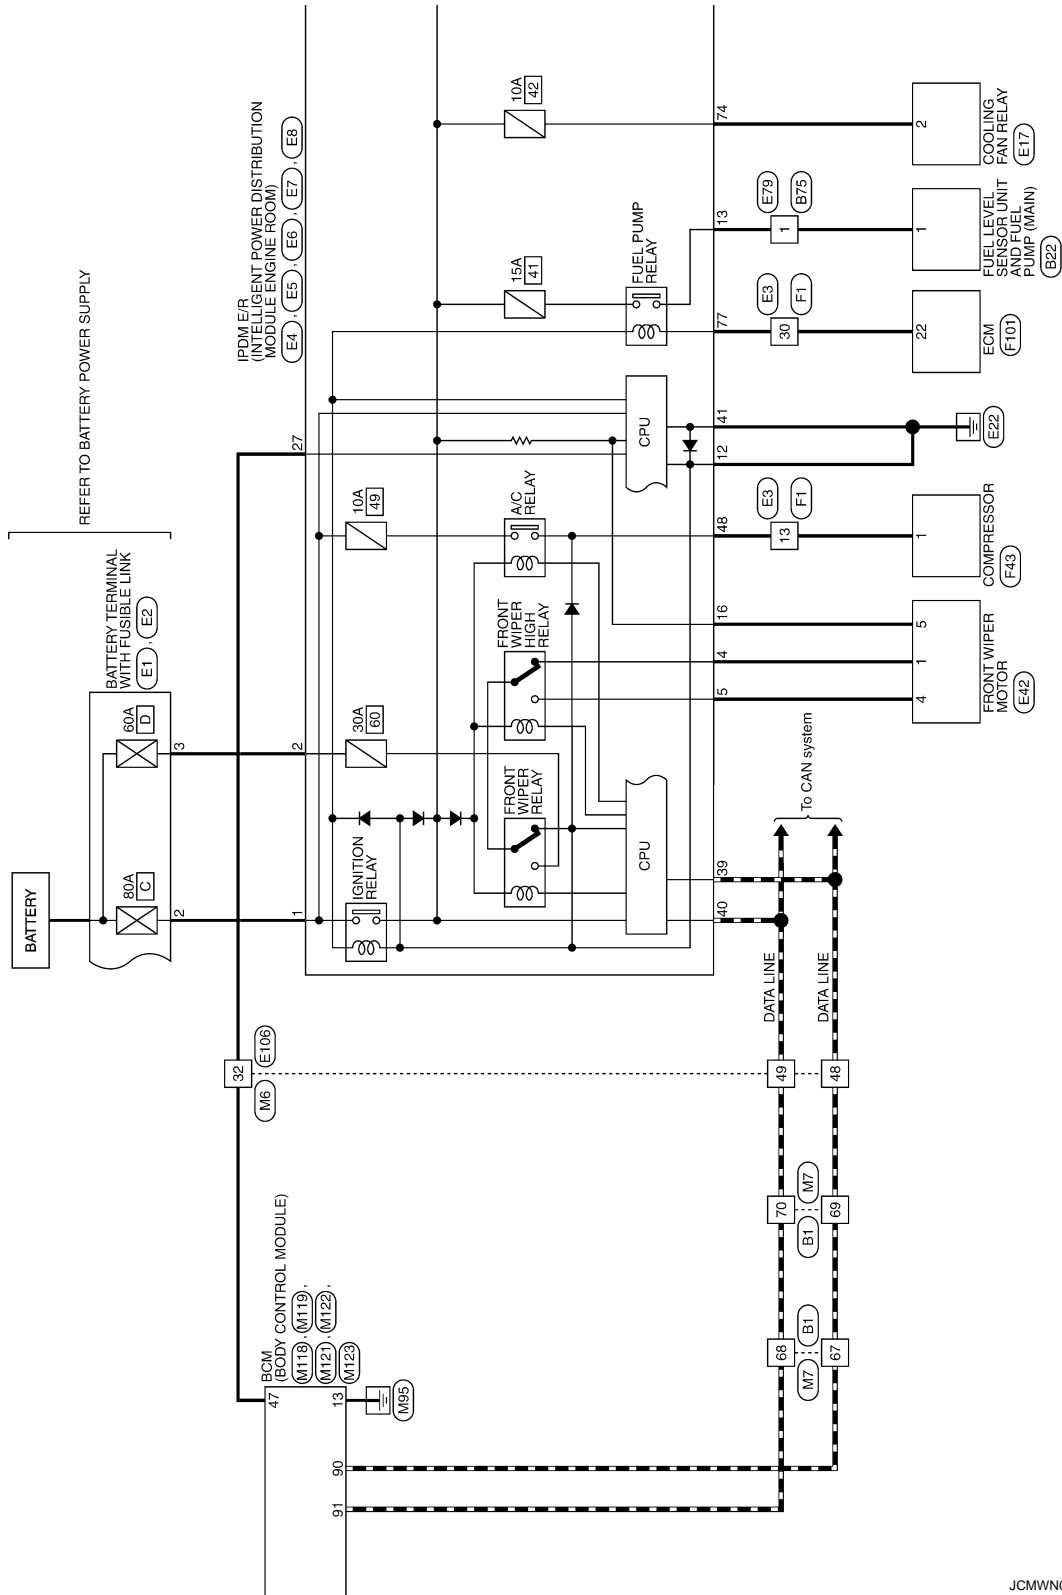 REFER TO BATTERY POWER SUPPLY
BATTERY
BATTERY TERMINAL
WITH FUSIBLE LINK
E1 , E2
80A
C
60A
D
2
3
IPDM E/R
(INTELLIGENT POWER DISTRIBUTION
MODULE ENGINE ROOM)
E4 , E5 , E6 , E7 , E8
1
2
27
IGNITION
RELAY
30A
60
10A
49
15A
41
10A
42
FRONT
WIPER
RELAY
FRONT
WIPER
HIGH
RELAY
A/C
RELAY
FUEL PUMP
RELAY
CPU
CPU
40
39
5
4
16
48
12
41
77
13
74
BCM
(BODY CONTROL MODULE)
M118 , M119 ,
M121 , M122 ,
M123
47
13
90
91
M95
32
M6
E106
DATA LINE
DATA LINE
49
48
70
69
M7
B1
68
67
B1
M7
To CAN system
4
1
5
FRONT WIPER
MOTOR
E42
E3
13
F1
1
COMPRESSOR
F43
E22
E3
30
F1
22
ECM
F101
E79
1
B75
1
FUEL LEVEL
SENSOR UNIT
AND FUEL
PUMP (MAIN)
B22
2
COOLING
FAN RELAY
E17